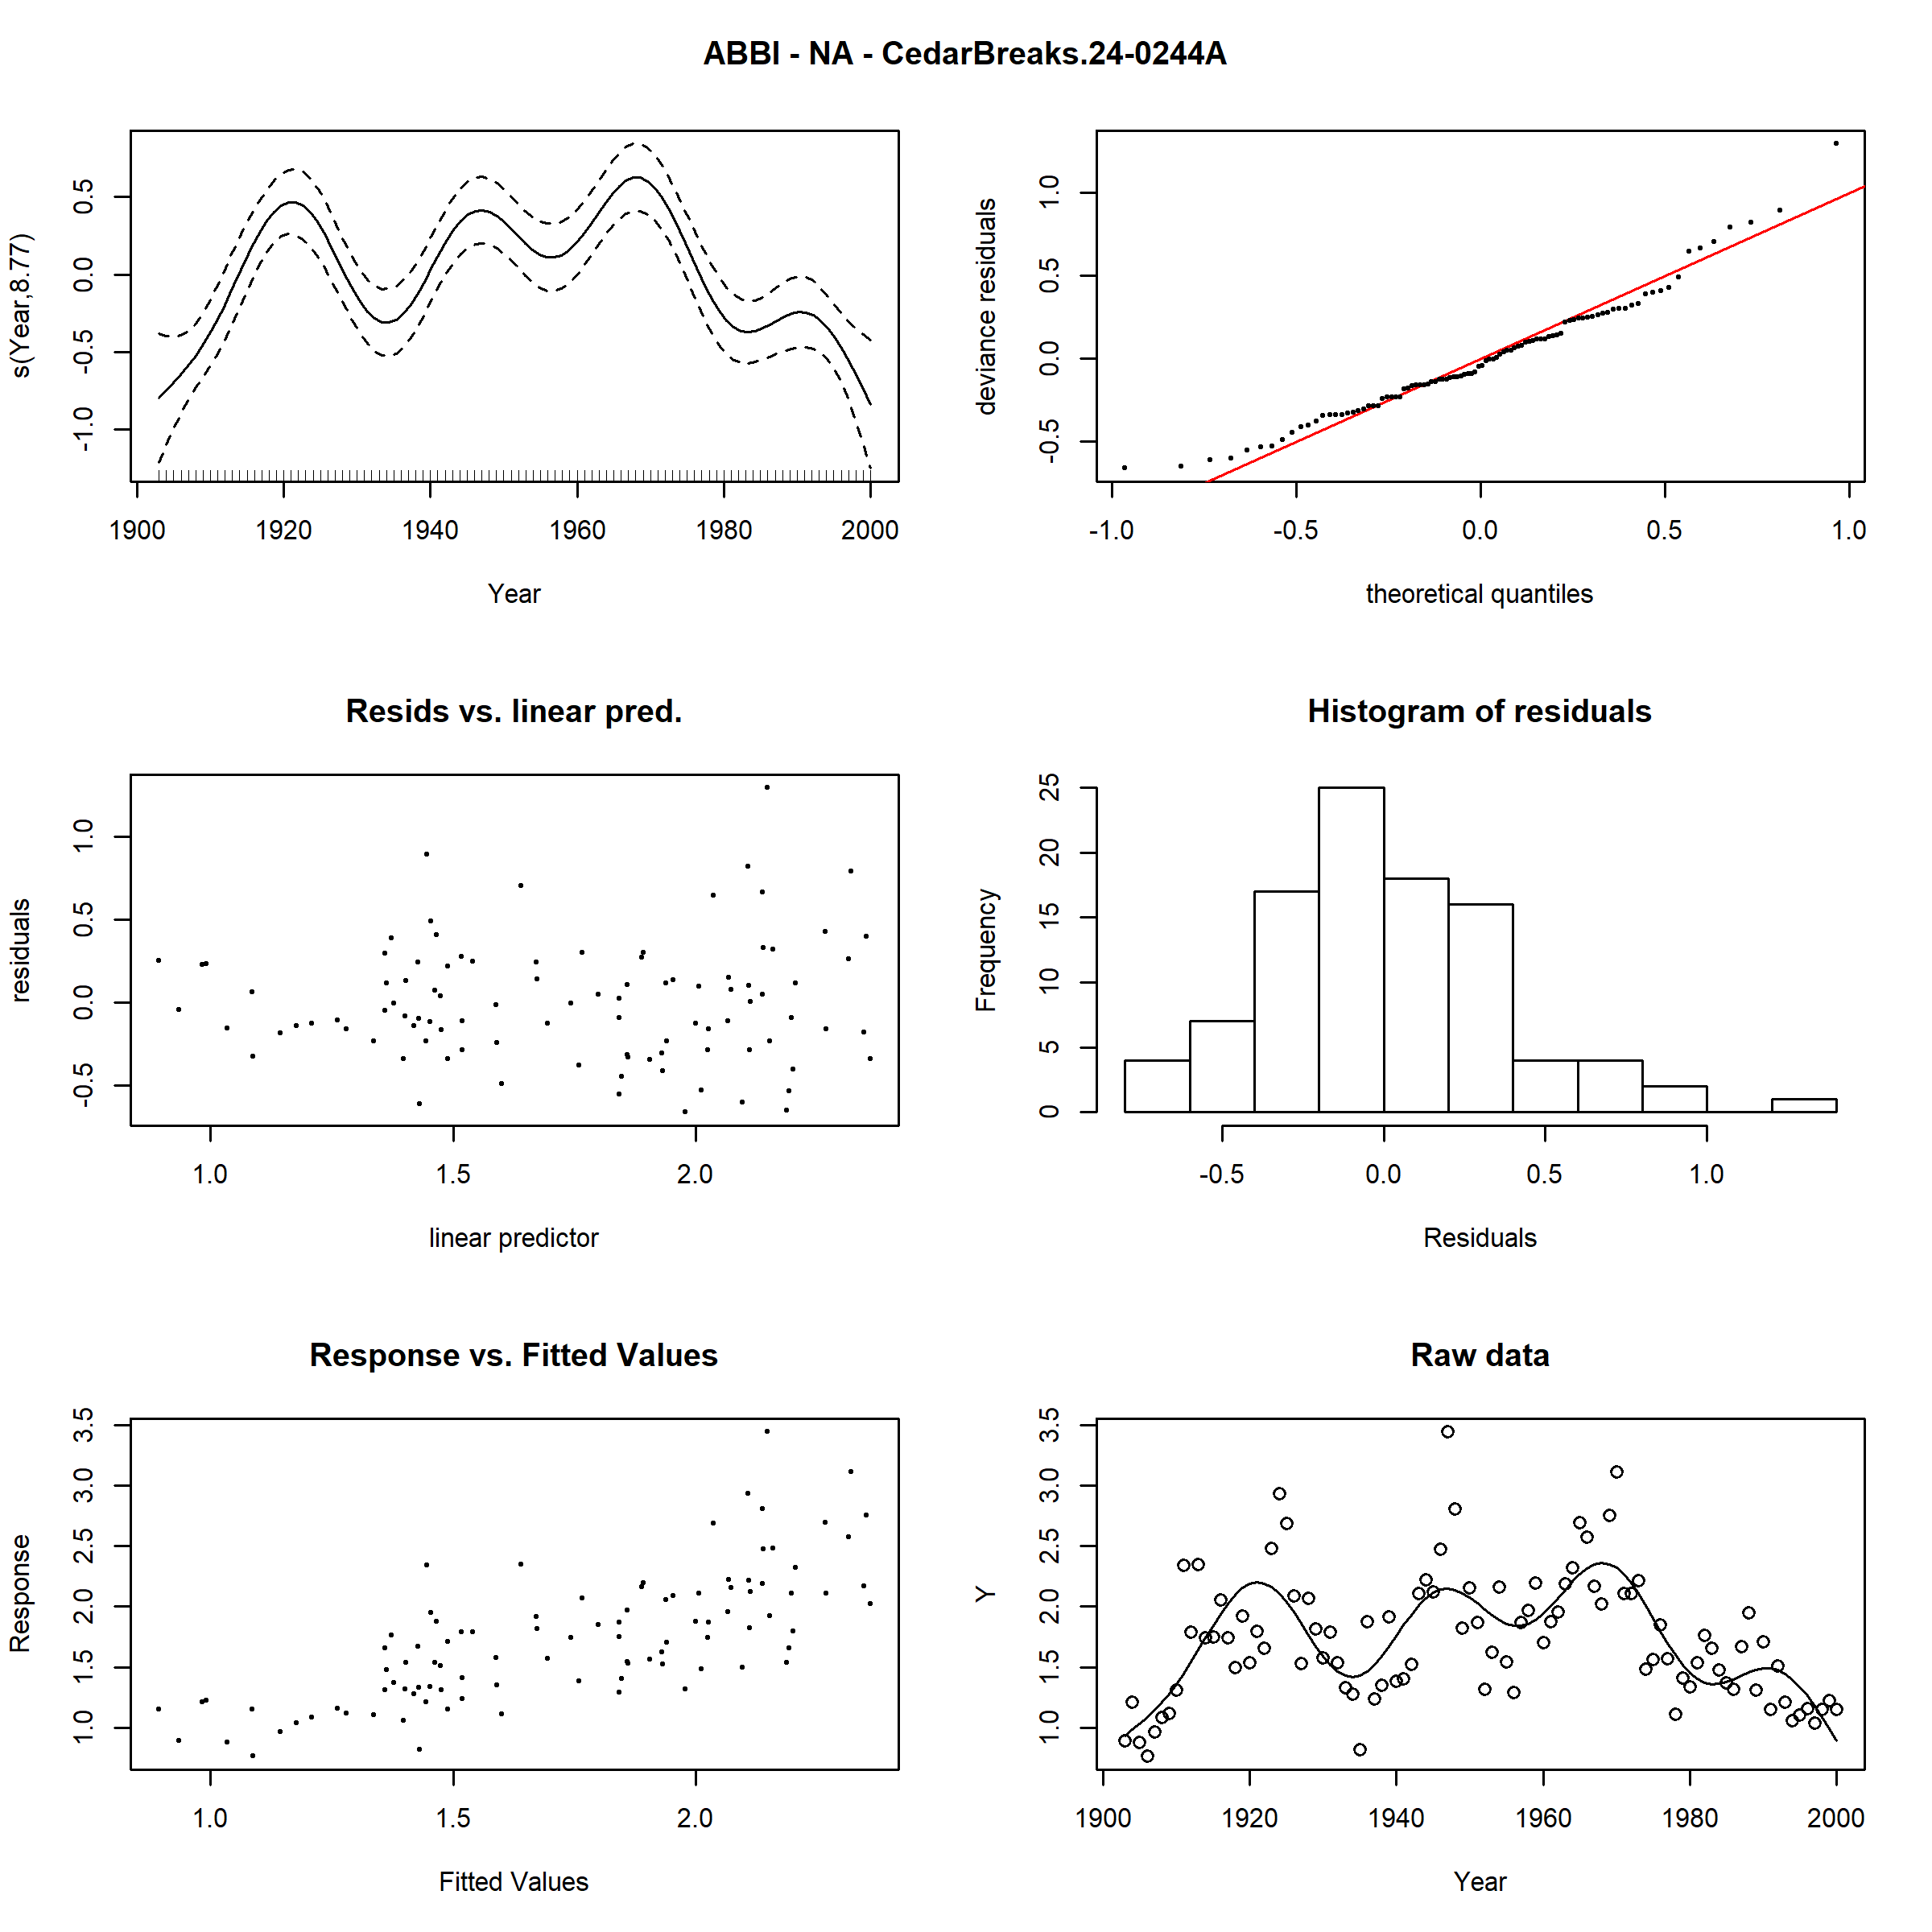 ABBI - NA - CedarBreaks.24-0244A
s(Year,8.77)
0.5
0.0
-0.5
-1.0
1900 1920 1940 1960 1980 2000
Year
deviance residuals
1.0
0.5
0.0
-0.5
-1.0 -0.5 0.0 0.5 1.0
theoretical quantiles
Resids vs. linear pred.
residuals
1.0
0.5
0.0
-0.5
1.0 1.5 2.0
linear predictor
Histogram of residuals
Frequency
25
20
15
10
5
0
-0.5 0.0 0.5 1.0
Residuals
Response vs. Fitted Values
Response
3.5
3.0
2.5
2.0
1.5
1.0
1.0 1.5 2.0
Fitted Values
Raw data
Y
3.5
3.0
2.5
2.0
1.5
1.0
1900 1920 1940 1960 1980 2000
Year